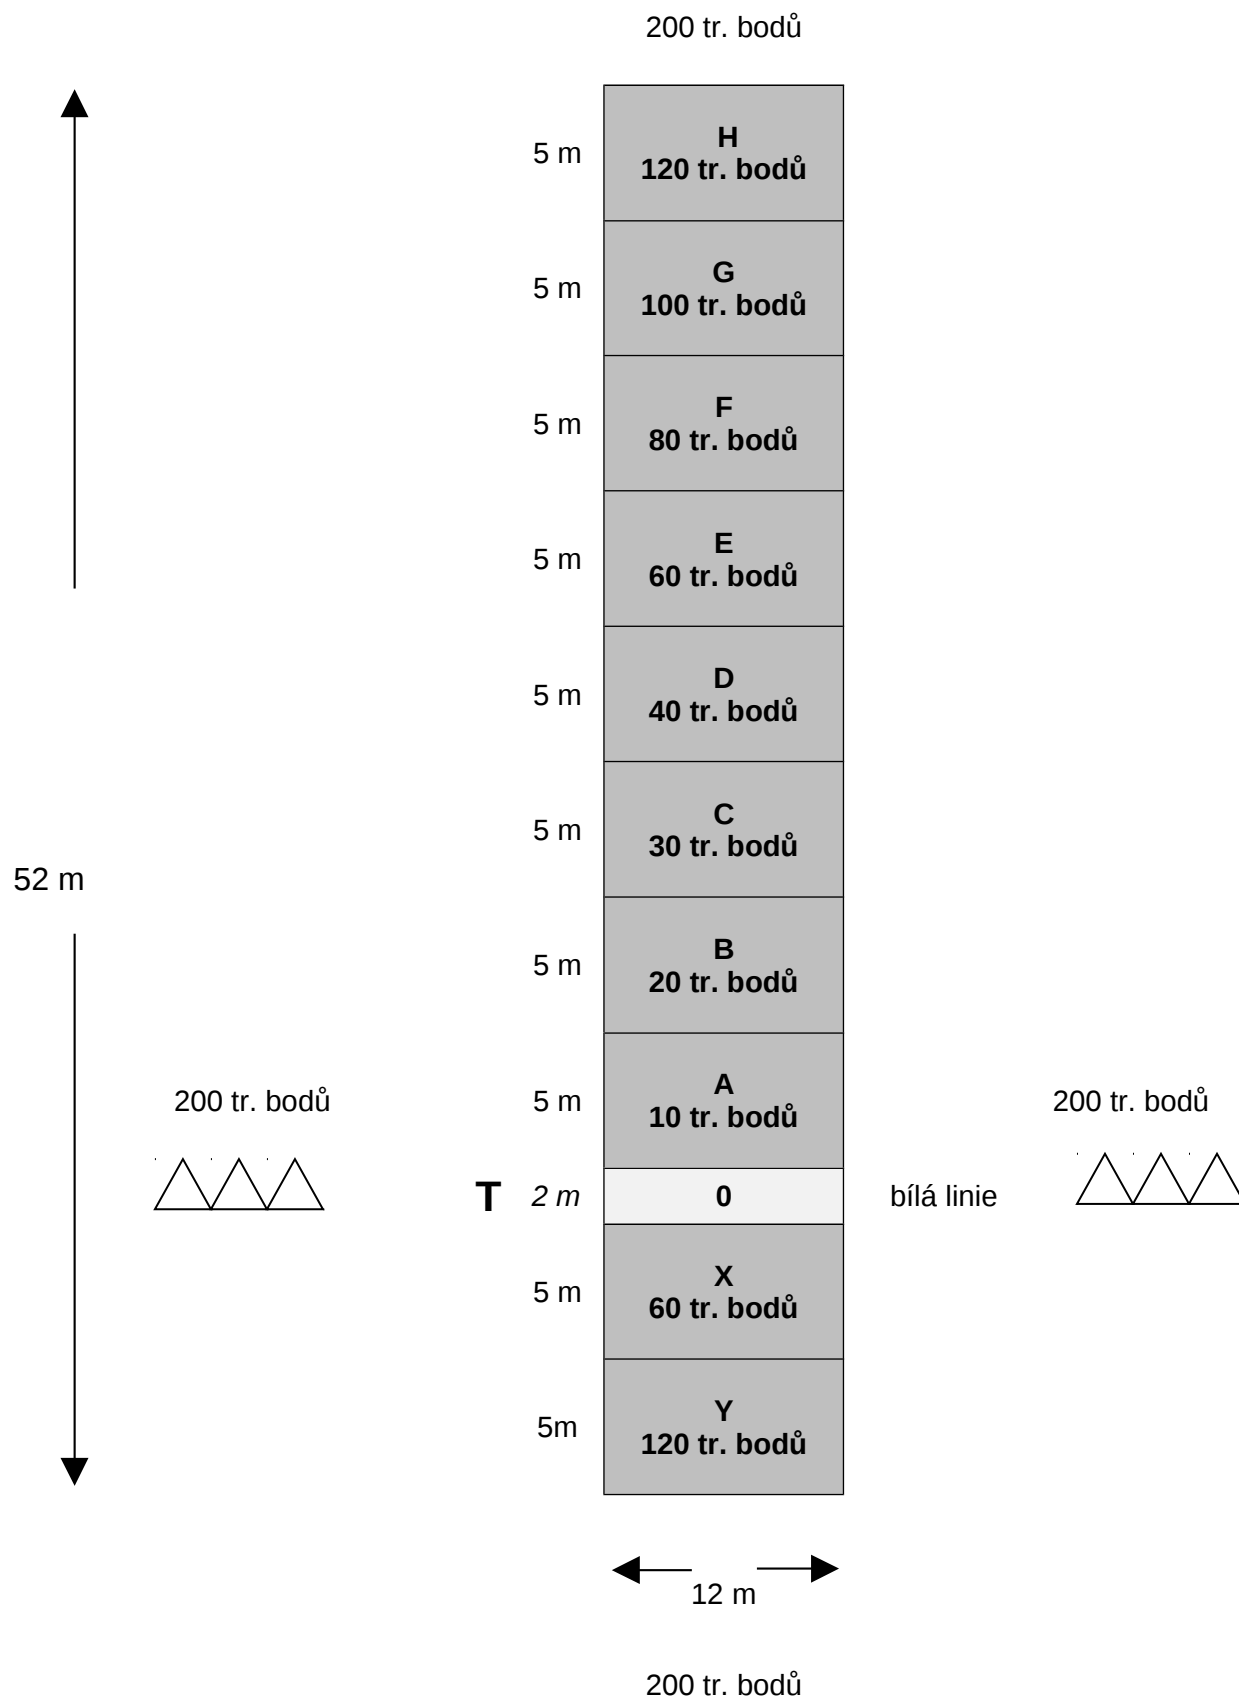 200 tr. bodů
5 m
H
120 tr. bodů
5 m
G
100 tr. bodů
5 m
F
80 tr. bodů
5 m
E
60 tr. bodů
5 m
D
40 tr. bodů
5 m
C
30 tr. bodů
52 m
5 m
B
20 tr. bodů
200 tr. bodů
5 m
A
10 tr. bodů
200 tr. bodů
T 2 m 0 bílá linie
5 m
X
60 tr. bodů
5m
Y
120 tr. bodů
12 m
200 tr. bodů